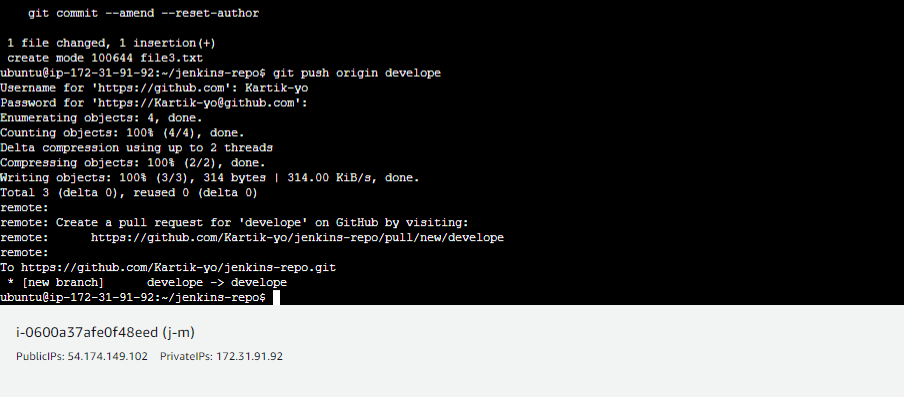 git commit --amend --reset-author
1 file changed, 1 insertion(+)
create mode 100644 file3.txt
ubuntu@ip-172-31-91-92:~/jenkins-repo$ git push origin develope
Username for 'https://github.com': Kartik-yo
Password for 'https://Kartik-yo@github.com':
Enumerating objects: 4, done.
Counting objects: 100% (4/4), done.
Delta compression using up to 2 threads
Compressing objects: 100% (2/2), done.
Writing objects: 100% (3/3), 314 bytes | 314.00 KiB/s, done.
Total 3 (delta 0), reused 0 (delta 0)
remote:
remote: Create a pull request for 'develope' on GitHub by visiting:
remote:      https://github.com/Kartik-yo/jenkins-repo/pull/new/develope
remote:
To https://github.com/Kartik-yo/jenkins-repo.git
* [new branch]      develope -> develope
ubuntu@ip-172-31-91-92:~/jenkins-repo$
i-0600a37afe0f48eed (j-m)
PublicIPs: 54.174.149.102    PrivateIPs: 172.31.91.92